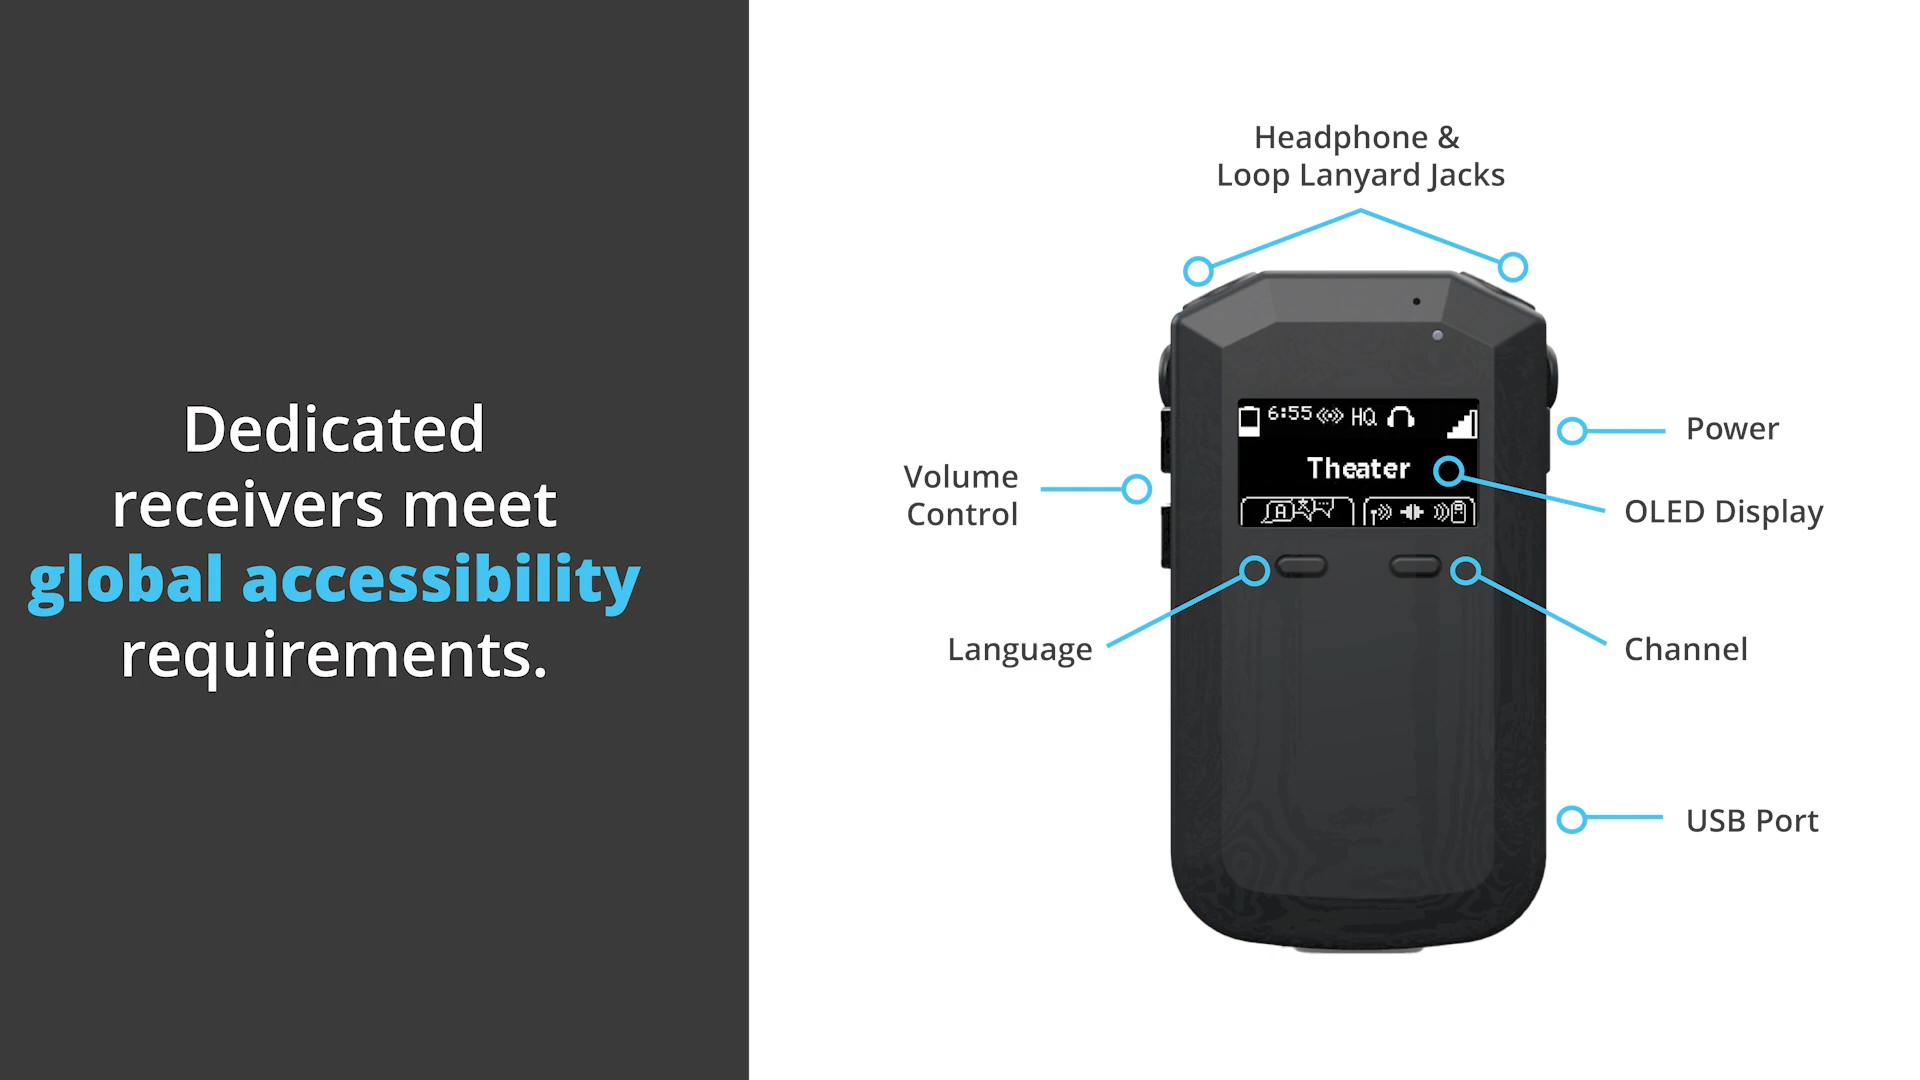 Dedicated
receivers meet
global accessibility
requirements.
Headphone &
Loop Lanyard Jacks
6:55 HQ
Theater
A
Volume
Control
Language
Power
OLED Display
Channel
USB Port